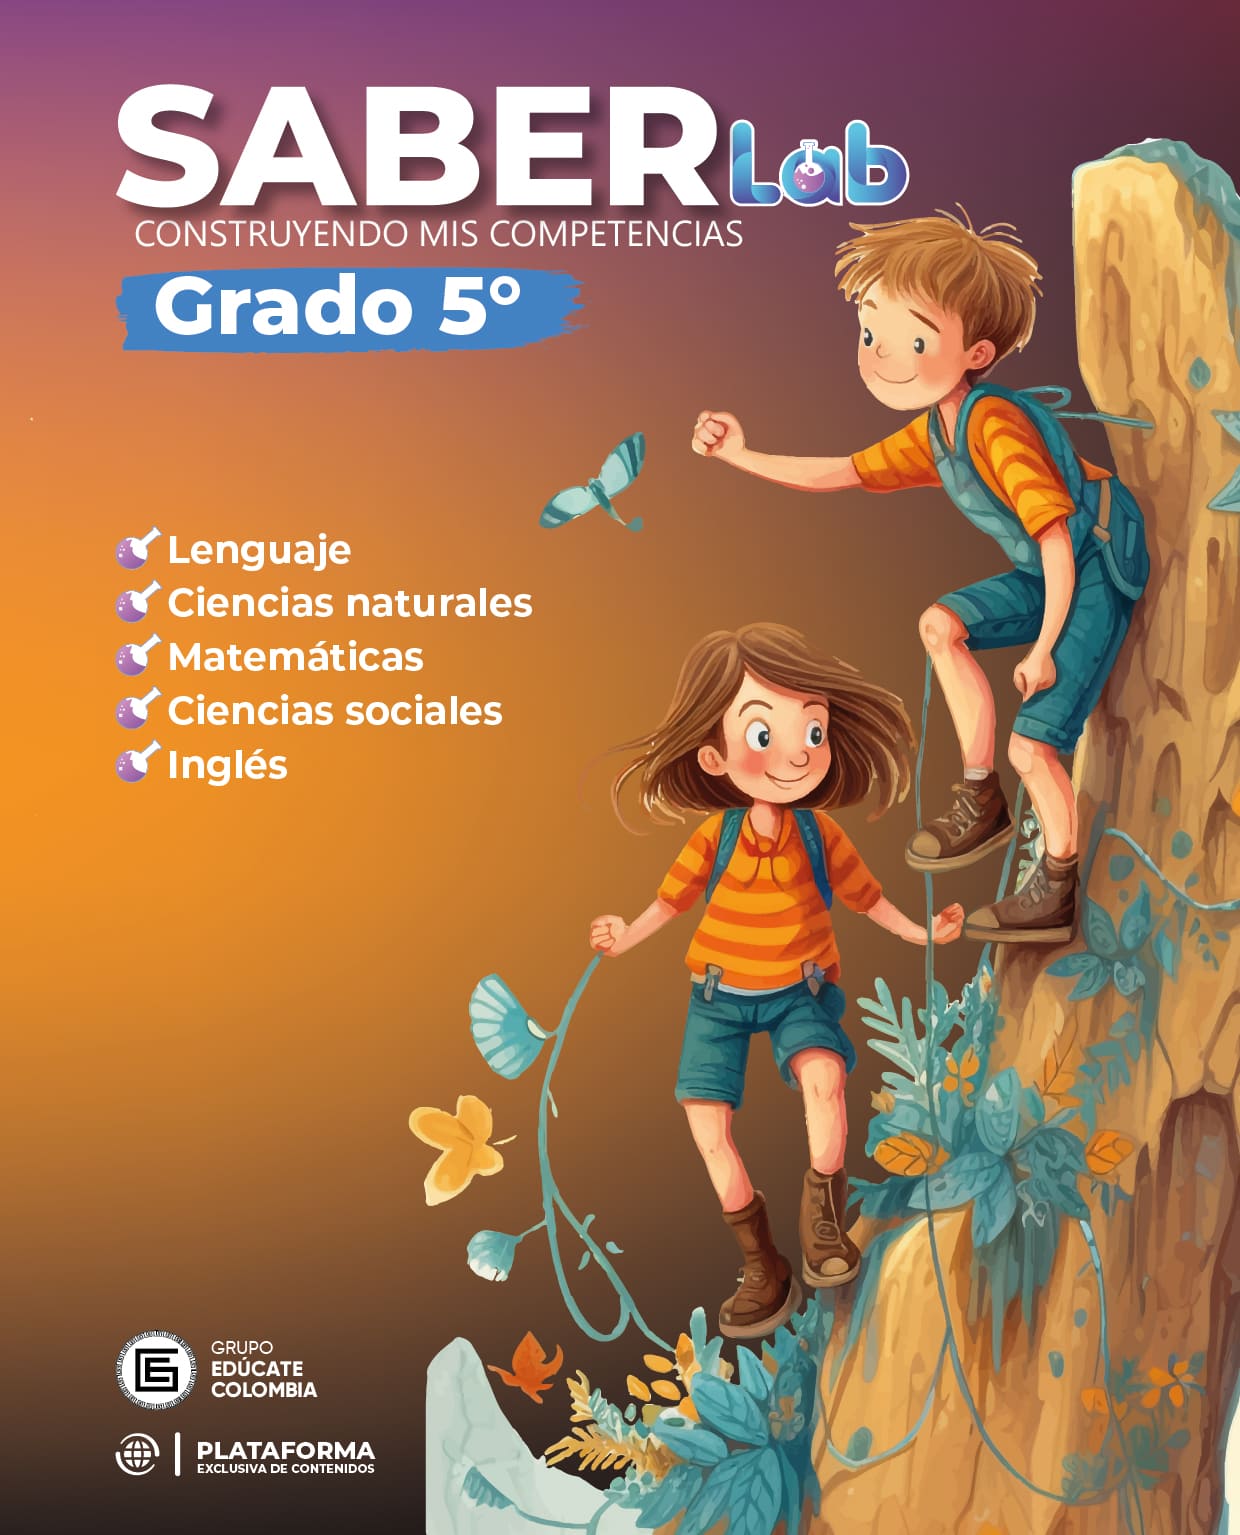 SABER Lab
CONSTRUYENDO MIS COMPETENCIAS
Grado 5°
Lenguaje
Ciencias naturales
Matemáticas
Ciencias sociales
Inglés
GRUPO
EDÚCATE
COLOMBIA
PLATAFORMA
EXCLUSIVA DE CONTENIDOS